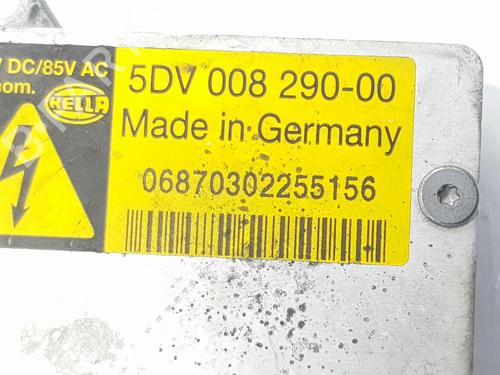 DC/85V AC
nom.
HELLA
5DV 008 290-00
Made in Germany
06870302255156